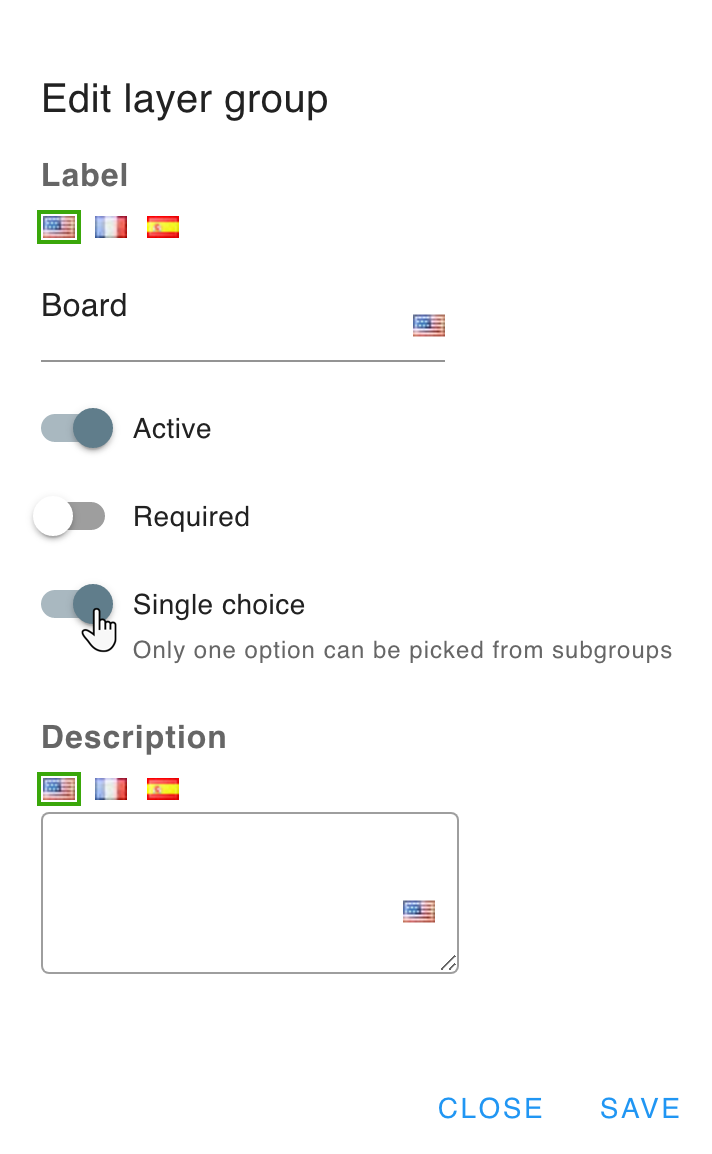 Edit layer group
Label
Board
Active
Required
Single choice
Only one option can be picked from subgroups
Description
CLOSE SAVE